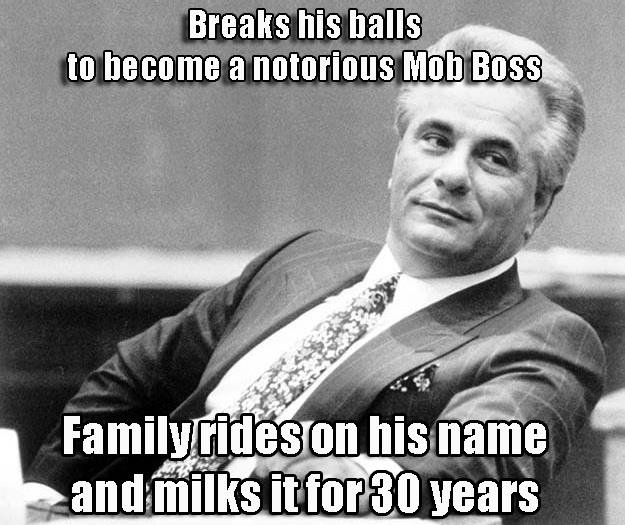 Breaks his balls
to become a notorious Mob Boss
Family rides on his name
and milks it for 30 years